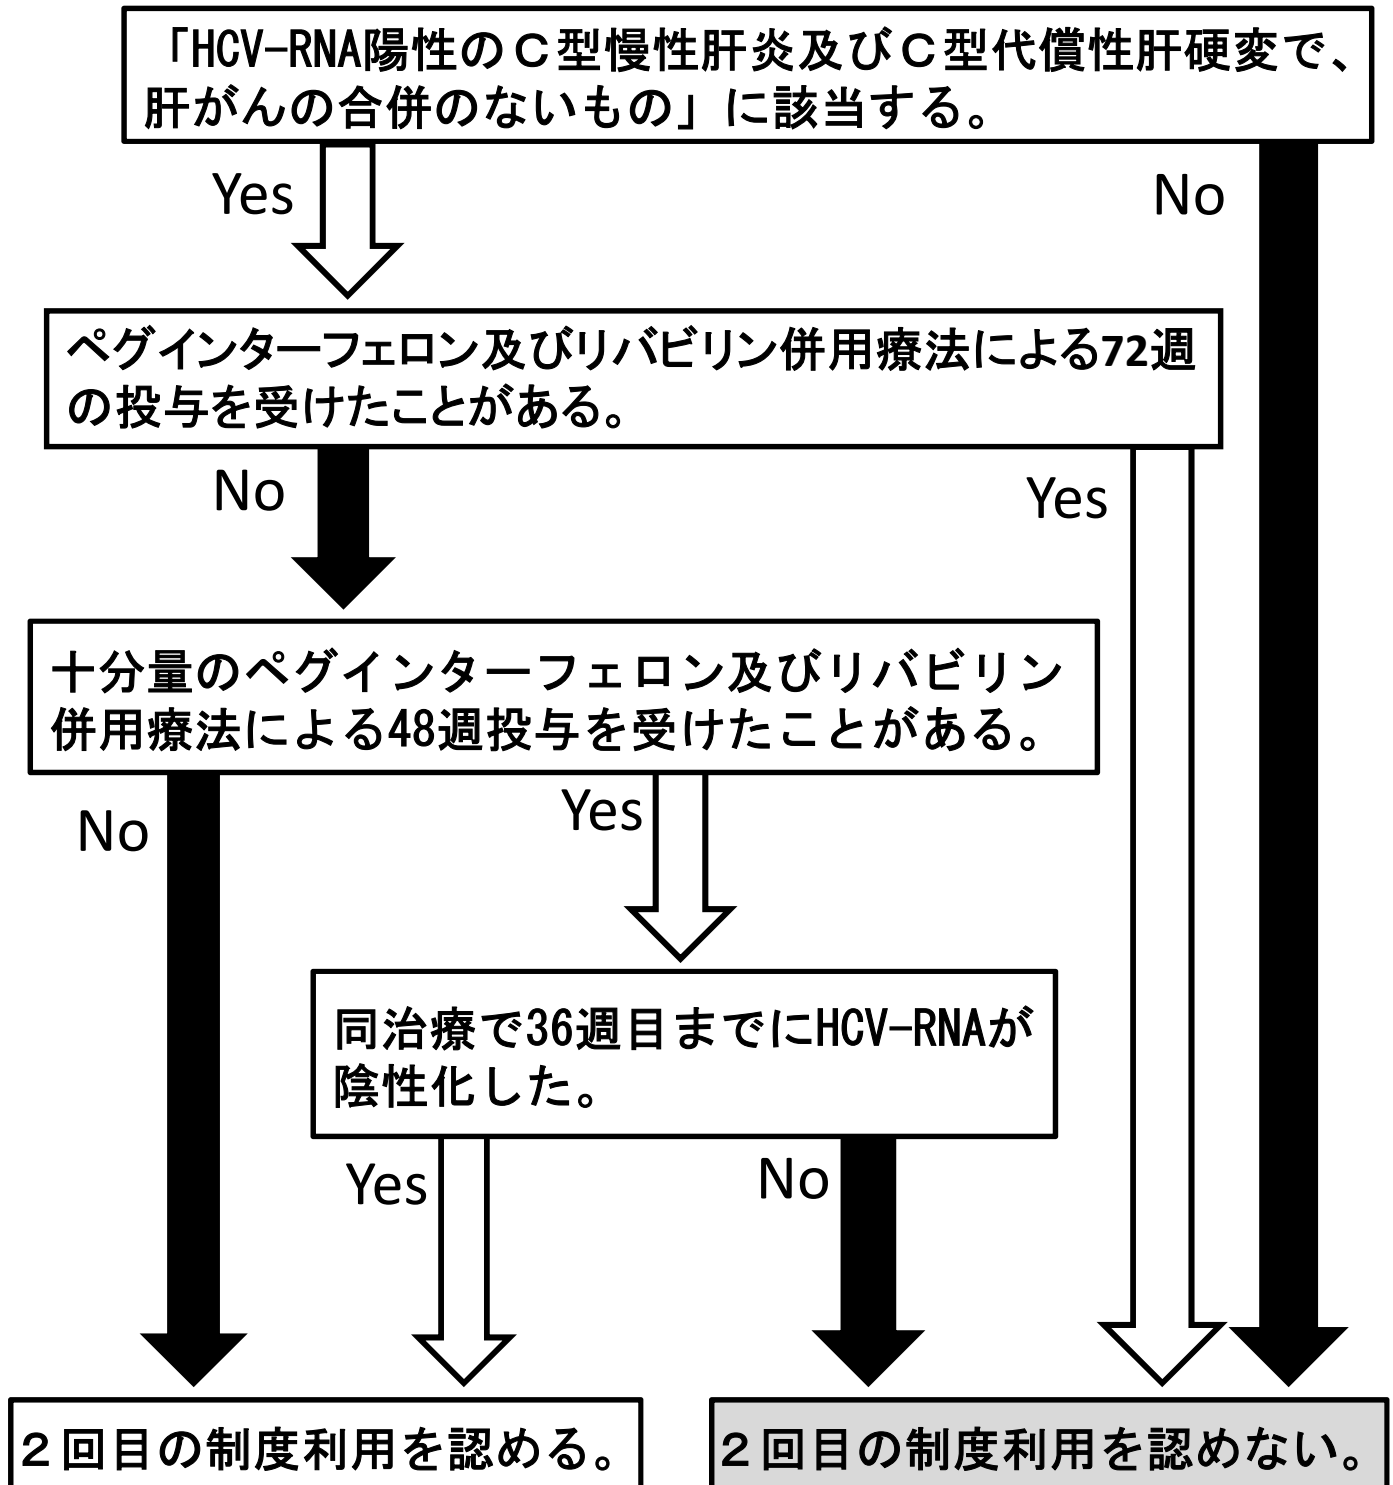 「HCV-RNA陽性のC型慢性肝炎及びC型代償性肝硬変で、
肝がんの合併のないもの」に該当する。
Yes
No
ペグインターフェロン及びリバビリン併用療法による72週
の投与を受けたことがある。
No
Yes
十分量のペグインターフェロン及びリバビリン
併用療法による48週投与を受けたことがある。
No
Yes
同治療で36週目までにHCV-RNAが
陰性化した。
Yes
No
2回目の制度利用を認める。
2回目の制度利用を認めない。